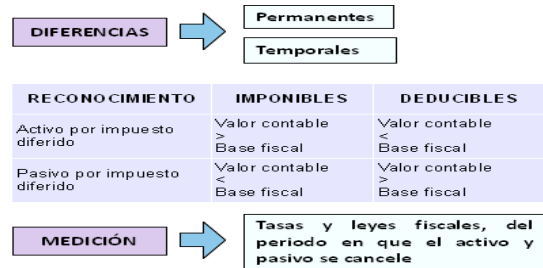 Permanentes
DIFERENCIAS
Temporales
RECONOCIMIENTO IMPONIBLES DEDUCIBLES
Activo por impuesto diferido Valor contable > Base fiscal Valor contable < Base fiscal
Pasivo por impuesto diferido Valor contable < Base fiscal Valor contable > Base fiscal
MEDICIÓN
Tasas y leyes fiscales, del
periodo en que el activo y
pasivo se cancele